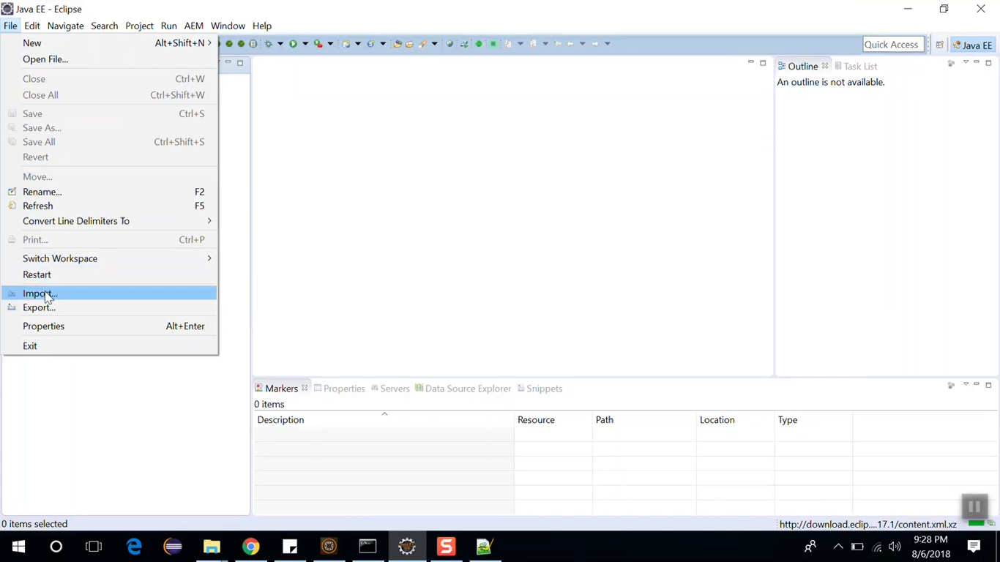 Java EE - Eclipse
File Edit Navigate Search Project Run AEM Window Help
New Alt+Shift+N
Open File...
Close Ctrl+W
Close All Ctrl+Shift+W
Save Ctrl+S
Save As...
Save All Ctrl+Shift+S
Revert
Move...
Rename... F2
Refresh F5
Convert Line Delimiters To
Print... Ctrl+P
Switch Workspace
Restart
Import...
Export...
Properties Alt+Enter
Exit
Quick Access
Java EE
Outline Task List
An outline is not available.
Markers Properties Servers Data Source Explorer Snippets
0 items
Description Resource Path Location Type
0 items selected
http://download.eclip....17.1/content.xml.xz
S
9:28 PM
8/6/2018